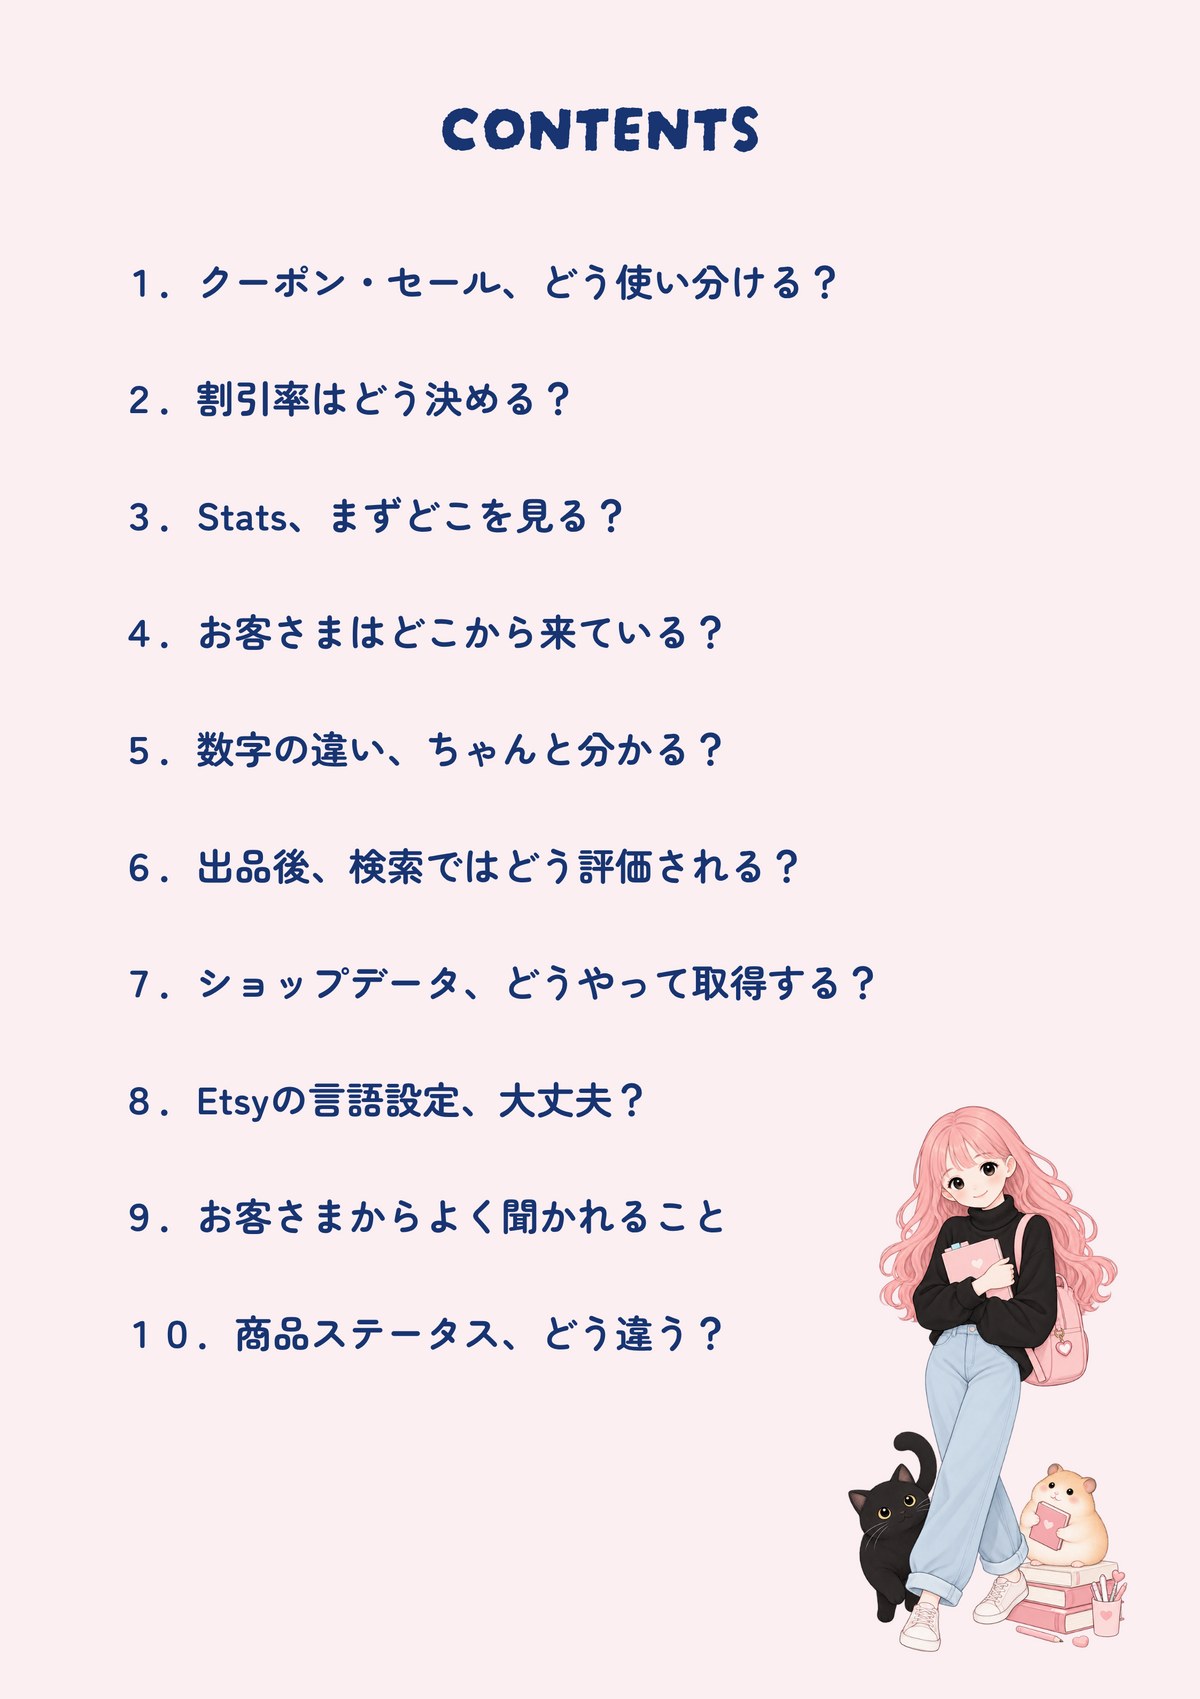 CONTENTS
１．クーポン・セール、どう使い分ける？
２．割引率はどう決める？
３．Stats、まずどこを見る？
４．お客さまはどこから来ている？
５．数字の違い、ちゃんと分かる？
６．出品後、検索ではどう評価される？
７．ショップデータ、どうやって取得する？
８．Etsyの言語設定、大丈夫？
９．お客さまからよく聞かれること
１０．商品ステータス、どう違う？